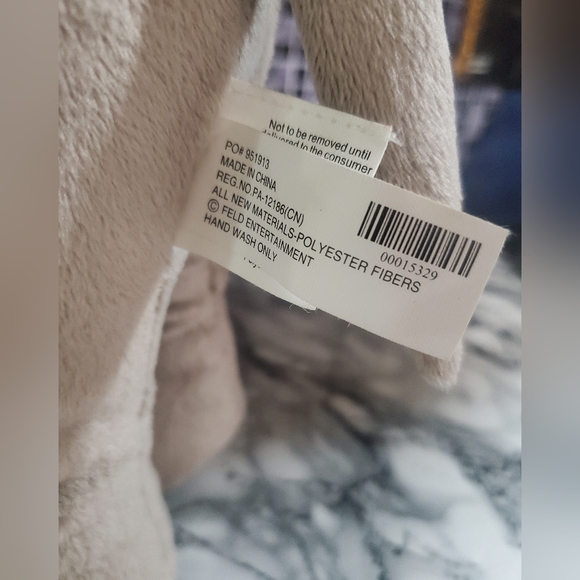 Not to be removed until
delivered to the consumer
PO# 951913
MADE IN CHINA
REG.NO PA-12186(CN)
ALL NEW MATERIALS-POLYESTER FIBERS
© FELD ENTERTAINMENT
HAND WASH ONLY
00015329